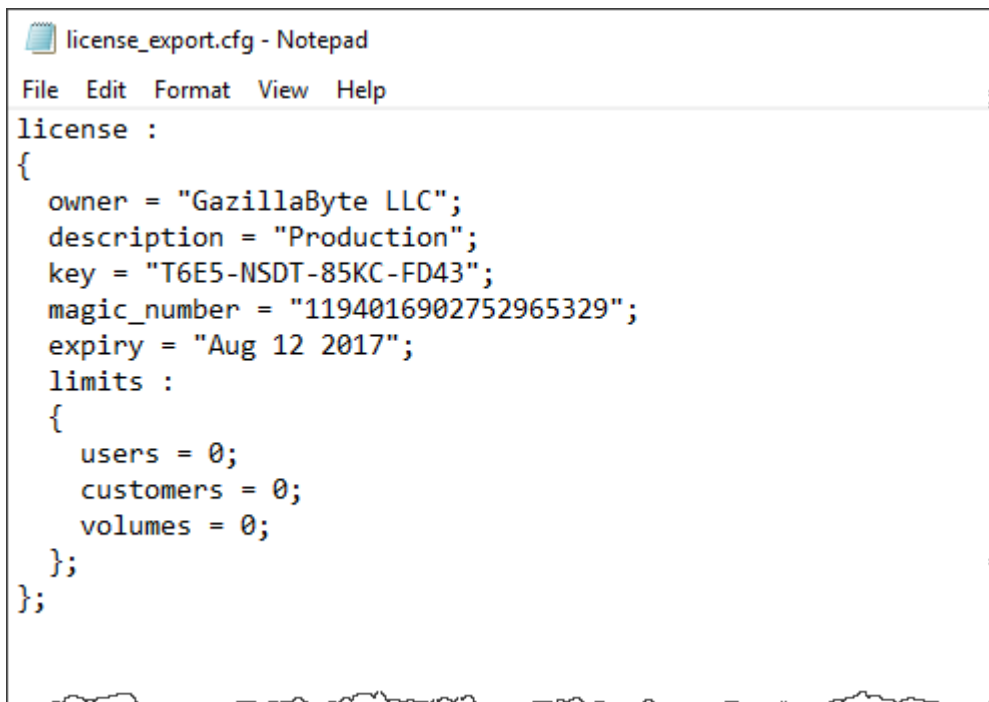 license_export.cfg - Notepad
File Edit Format View Help
license :
{
  owner = "GazillaByte LLC";
  description = "Production";
  key = "T6E5-NSDT-85KC-FD43";
  magic_number = "1194016902752965329";
  expiry = "Aug 12 2017";
  limits :
  {
    users = 0;
    customers = 0;
    volumes = 0;
  };
};